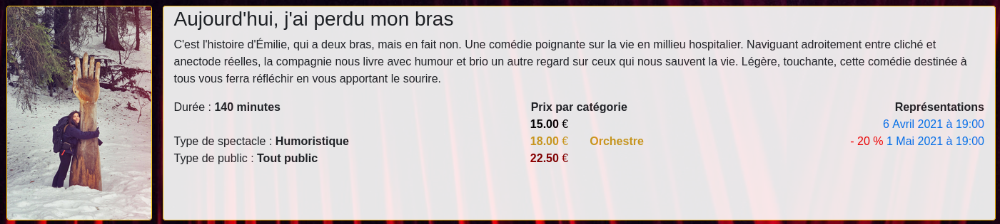 Aujourd'hui, j'ai perdu mon bras
C'est l'histoire d'Émilie, qui a deux bras, mais en fait non. Une comédie poignante sur la vie en millieu hospitalier. Naviguant adroitement entre cliché et
anectode réelles, la compagnie nous livre avec humour et brio un autre regard sur ceux qui nous sauvent la vie. Légère, touchante, cette comédie destinée à
tous vous ferra réfléchir en vous apportant le sourire.
Durée : 140 minutes
Type de spectacle : Humoristique
Type de public : Tout public
Prix par catégorie
15.00 €
18.00 € Orchestre
22.50 €
Représentations
6 Avril 2021 à 19:00
- 20 % 1 Mai 2021 à 19:00